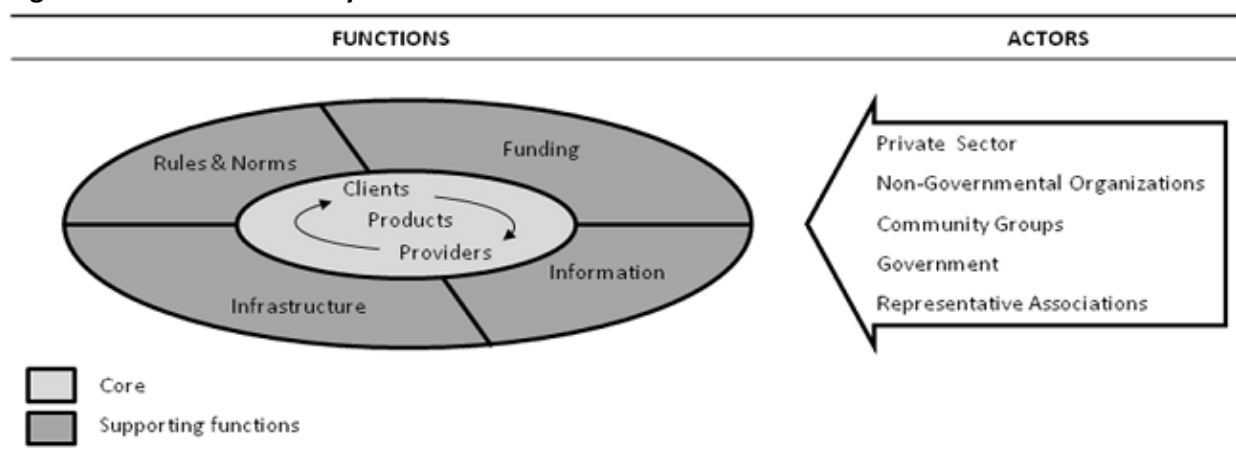 FUNCTIONS
ACTORS
Rules & Norms
Funding
Clients
Products
Providers
Information
Infrastructure
Private Sector
Non-Governmental Organizations
Community Groups
Government
Representative Associations
Core
Supporting functions